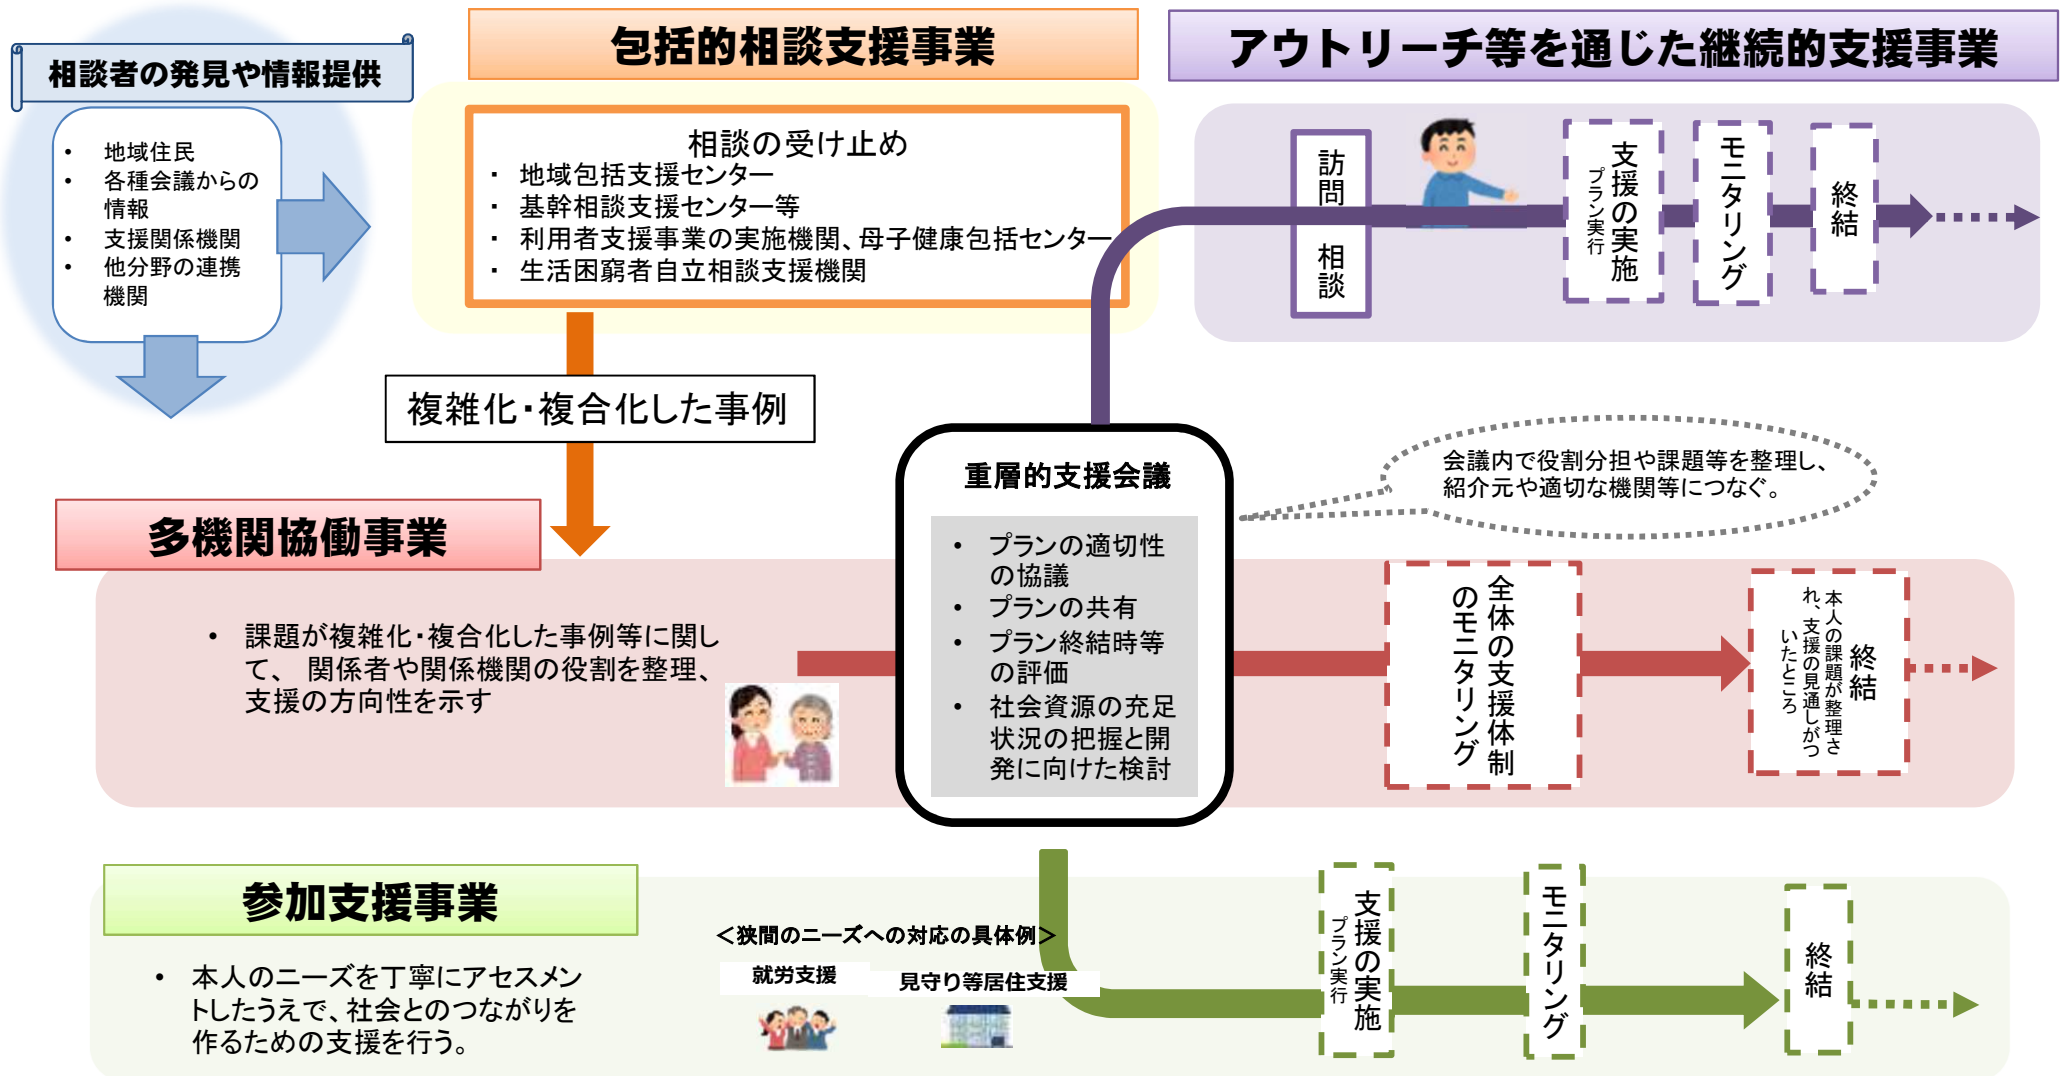 相談者の発見や情報提供
・ 地域住民
・ 各種会議からの
情報
・ 支援関係機関
・ 他分野の連携
機関
包括的相談支援事業
相談の受け止め
・ 地域包括支援センター
・ 基幹相談支援センター等
・ 利用者支援事業の実施機関、母子健康包括センター
・ 生活困窮者自立相談支援機関
アウトリーチ等を通じた継続的支援事業
訪問
相談
支援の実施
プラン実行
モニタリング
終結
複雑化・複合化した事例
重層的支援会議
• プランの適切性
の協議
• プランの共有
• プラン終結時等
の評価
• 社会資源の充足
状況の把握と開
発に向けた検討
会議内で役割分担や課題等を整理し、
紹介元や適切な機関等につなぐ。
多機関協働事業
• 課題が複雑化・複合化した事例等に関し
て、 関係者や関係機関の役割を整理、
支援の方向性を示す
全体の支援体制
のモニタリング
終結
本人の課題が整理さ
れ、支援の見通しがつ
いたところ
参加支援事業
• 本人のニーズを丁寧にアセスメン
トしたうえで、社会とのつながりを
作るための支援を行う。
＜狭間のニーズへの対応の具体例＞
就労支援
見守り等居住支援
支援の実施
プラン実行
モニタリング
終結